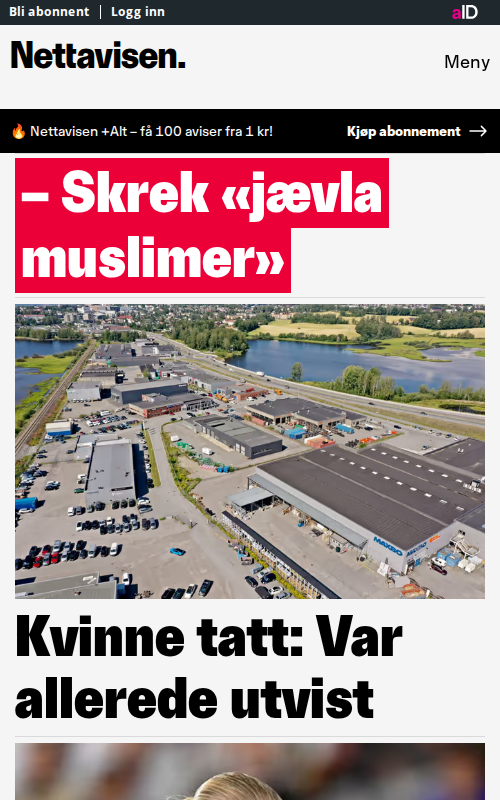 Bli abonnent
Logg inn
aID
Nettavisen.
Meny
🔥 Nettavisen +Alt – få 100 aviser fra 1 kr!
Kjøp abonnement →
– Skrek «jævla
muslimer»
MAXBO
Kvinne tatt: Var
allerede utvist